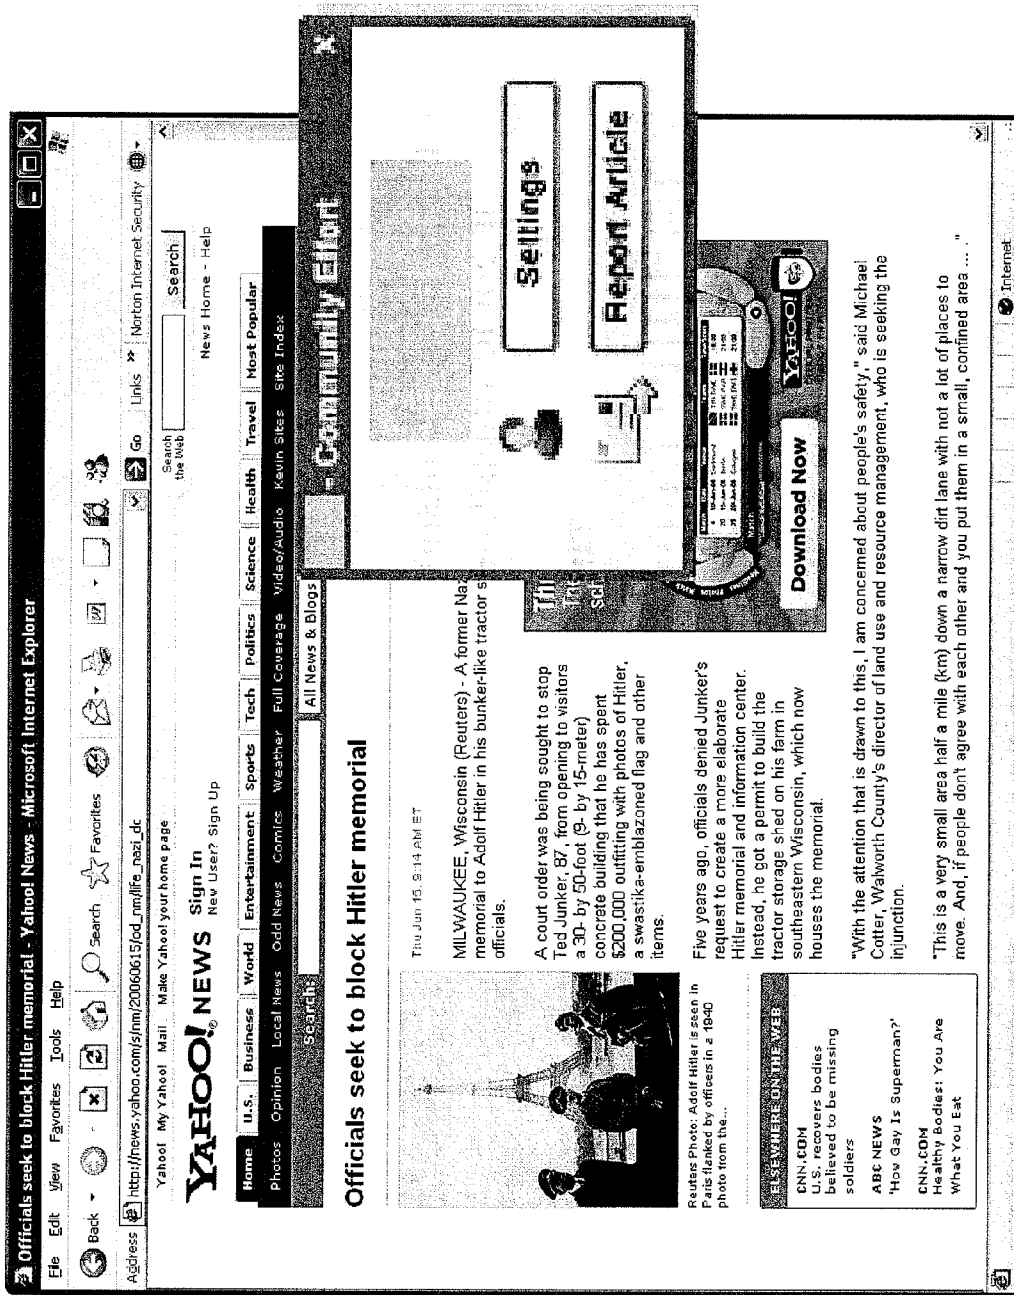 Officials seek to block Hitler memorial - Yahoo! News - Microsoft Internet Explorer
File Edit View Favorites Tools Help
Back Search Favorites
Address http://news.yahoo.com/s/nm/20060615/od_nm/life_nazi_dc Go Links » Norton Internet Security
Yahoo! My Yahoo! Mail Make Yahoo! your home page
Search
the Web
Search
YAHOO! NEWS
Sign In
New User? Sign Up
News Home - Help
Home U.S. Business World Entertainment Sports Tech Politics Science Health Travel Most Popular
Photos Opinion Local News Odd News Comics Weather Full Coverage Video/Audio Kevin Sites Site Index
Search: All News & Blogs
- Community Effort X
Settings
Report Article
Officials seek to block Hitler memorial
Reuters Photo: Adolf Hitler is seen in
Paris flanked by officers in a 1940
photo from the...
Thu Jun 15, 9:14 AM ET
MILWAUKEE, Wisconsin (Reuters) - A former Naz
memorial to Adolf Hitler in his bunker-like tractor s
officials.
A court order was being sought to stop
Ted Junker, 87, from opening to visitors
a 30- by 50-foot (9- by 15-meter)
concrete building that he has spent
$200,000 outfitting with photos of Hitler,
a swastika-emblazoned flag and other
items.
Five years ago, officials denied Junker's
request to create a more elaborate
Hitler memorial and information center.
Instead, he got a permit to build the
tractor storage shed on his farm in
southeastern Wisconsin, which now
houses the memorial.
Download Now
YAHOO!
ELSEWHERE ON THE WEB
CNN.COM
U.S. recovers bodies
believed to be missing
soldiers
ABC NEWS
'How Gay Is Superman?'
CNN.COM
Healthy Bodies: You Are
What You Eat
"With the attention that is drawn to this, I am concerned about people's safety," said Michael
Cotter, Walworth County's director of land use and resource management, who is seeking the
injunction.
"This is a very small area half a mile (km) down a narrow dirt lane with not a lot of places to
move. And, if people don't agree with each other and you put them in a small, confined area ... "
Internet